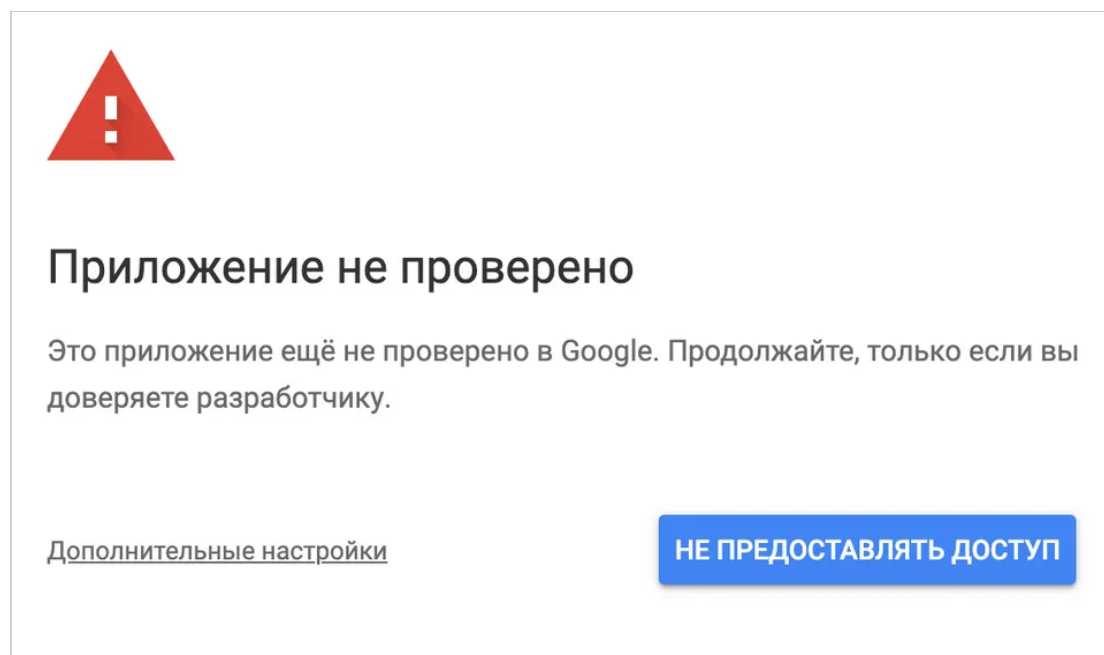 Приложение не проверено
Это приложение ещё не проверено в Google. Продолжайте, только если вы
доверяете разработчику.
Дополнительные настройки
НЕ ПРЕДОСТАВЛЯТЬ ДОСТУП